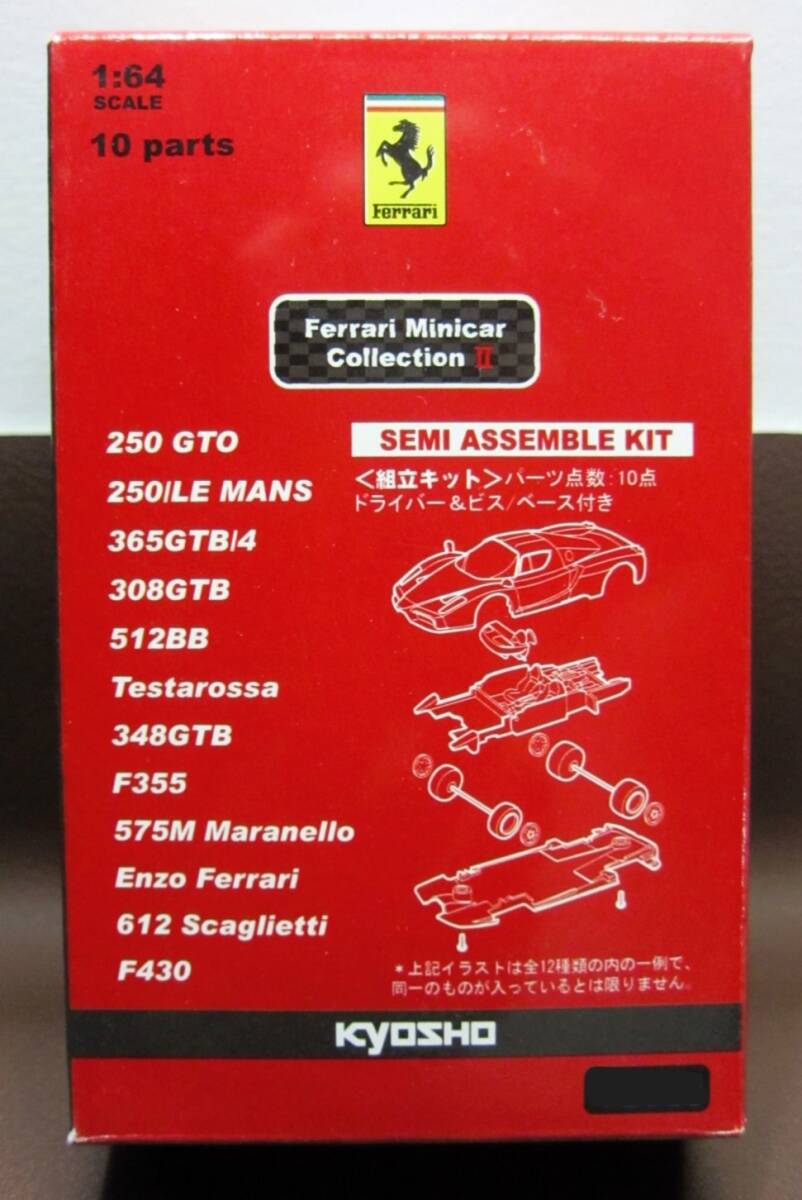 1:64
SCALE
10 parts
Ferrari
Ferrari Minicar
Collection II
250 GTO
250/LE MANS
365GTB/4
308GTB
512BB
Testarossa
348GTB
F355
575M Maranello
Enzo Ferrari
612 Scaglietti
F430
SEMI ASSEMBLE KIT
<組立キット>パーツ点数:10点
ドライバー&ビス/ベース付き
*上記イラストは全12種類の内の一例で、
同一のものが入っているとは限りません。
KYOSHO